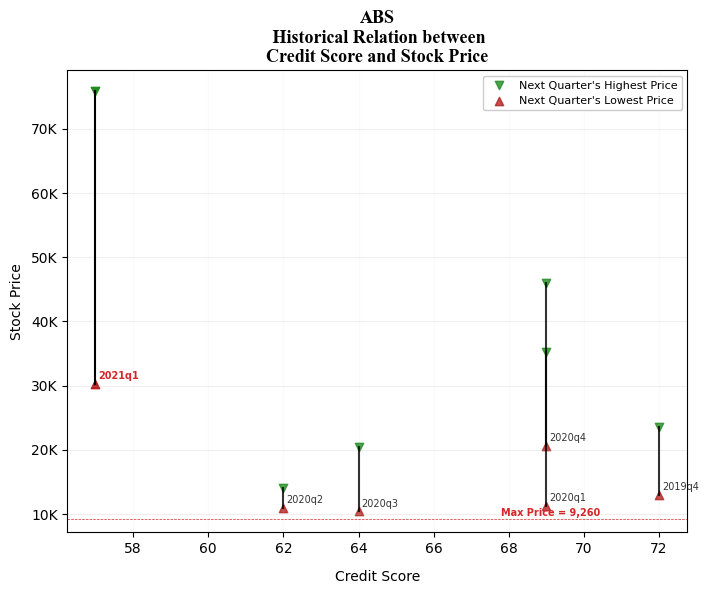 ABS
Historical Relation between
Credit Score and Stock Price
Next Quarter's Highest Price
Next Quarter's Lowest Price
70K
60K
50K
40K
30K
20K
10K
Stock Price
2021q1
2020q2
2020q3
2020q4
2020q1
2019q4
Max Price = 9,260
58 60 62 64 66 68 70 72
Credit Score